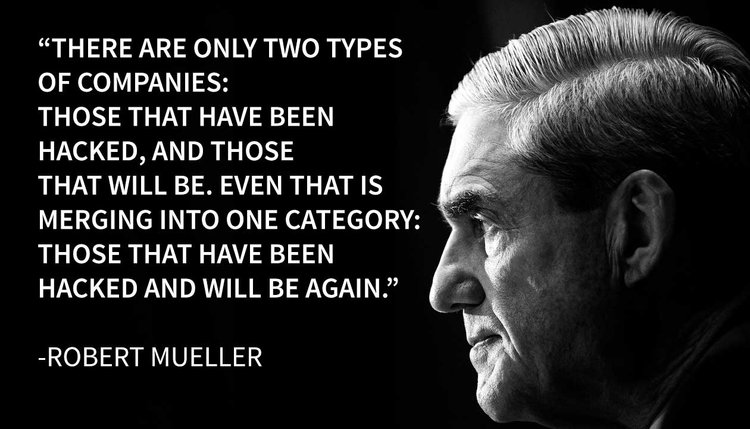 “THERE ARE ONLY TWO TYPES
OF COMPANIES:
THOSE THAT HAVE BEEN
HACKED, AND THOSE
THAT WILL BE. EVEN THAT IS
MERGING INTO ONE CATEGORY:
THOSE THAT HAVE BEEN
HACKED AND WILL BE AGAIN.”
-ROBERT MUELLER